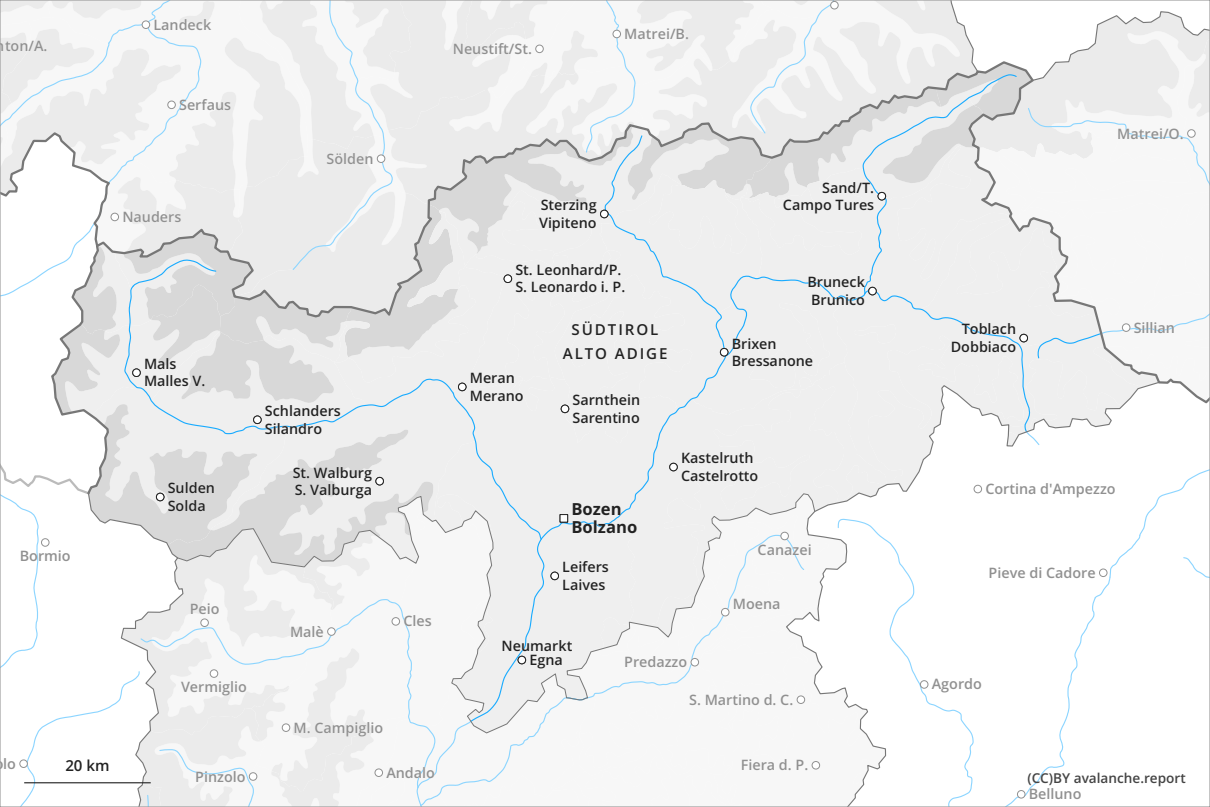 Landeck
Matrei/B.
nton/A.
Neustift/St.
Serfaus
Matrei/O.
Sölden
Sand/T.
Campo Tures
Nauders
Sterzing
Vipiteno
St. Leonhard/P.
S. Leonardo i. P.
Bruneck
Brunico
SÜDTIROL
ALTO ADIGE
Toblach
Dobbiaco
Sillian
Brixen
Bressanone
Mals
Malles V.
Meran
Merano
Sarnthein
Sarentino
Schlanders
Silandro
Kastelruth
Castelrotto
St. Walburg
S. Valburga
Sulden
Solda
Cortina d'Ampezzo
Bozen
Bolzano
Bormio
Canazei
Leifers
Laives
Pieve di Cadore
Peio
Moena
Malè
Cles
Neumarkt
Egna
Predazzo
Vermiglio
Agordo
S. Martino d. C.
M. Campiglio
olo
20 km
Pinzolo
Andalo
Fiera d. P.
(CC)BY avalanche.report
Belluno